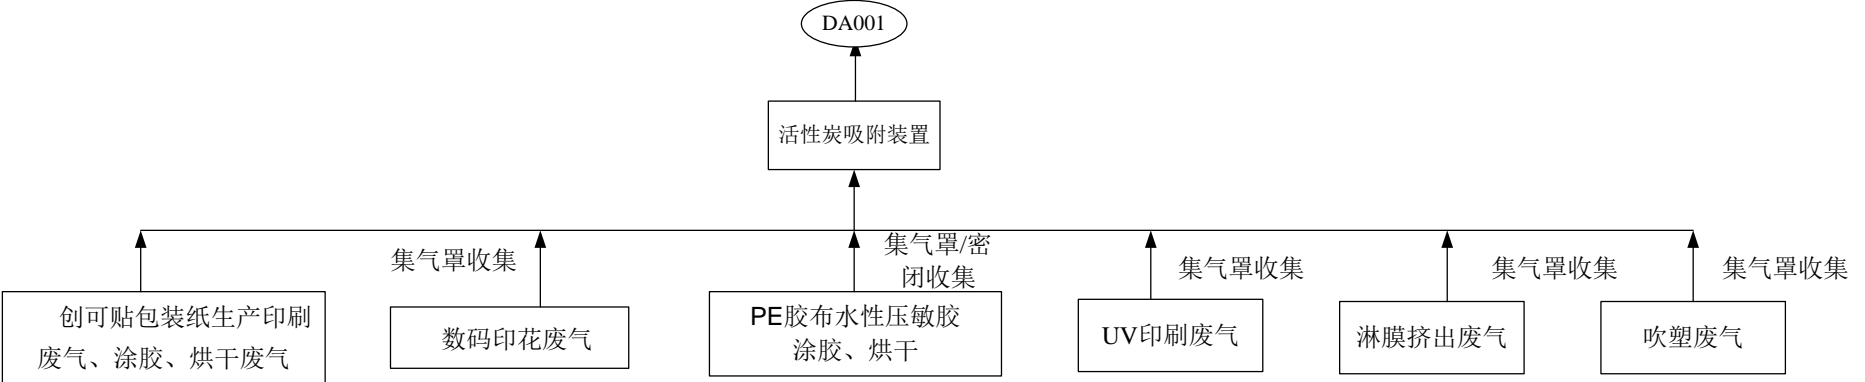 DA001
活性炭吸附装置
集气罩收集
集气罩/密
闭收集
集气罩收集
集气罩收集
集气罩收集
创可贴包装纸生产印刷
废气、涂胶、烘干废气
数码印花废气
PE胶布水性压敏胶
涂胶、烘干
UV印刷废气
淋膜挤出废气
吹塑废气